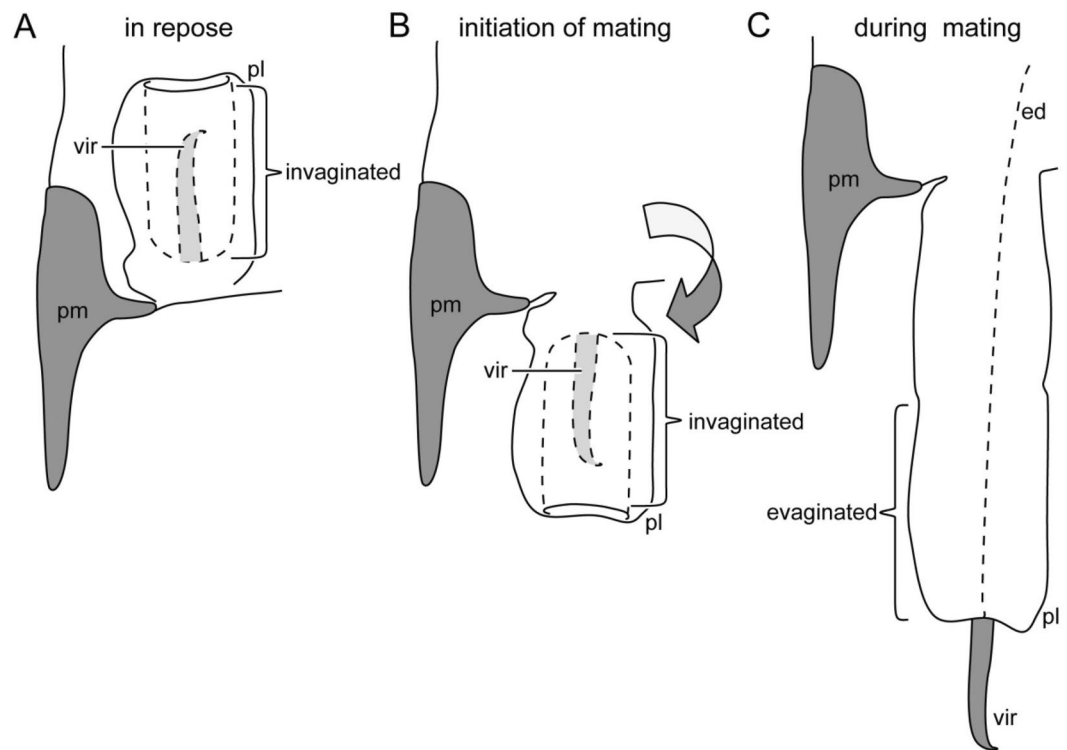 A in repose
pl
vir
invaginated
pm
B initiation of mating
pm
vir
invaginated
pl
C during mating
ed
pm
evaginated
pl
vir